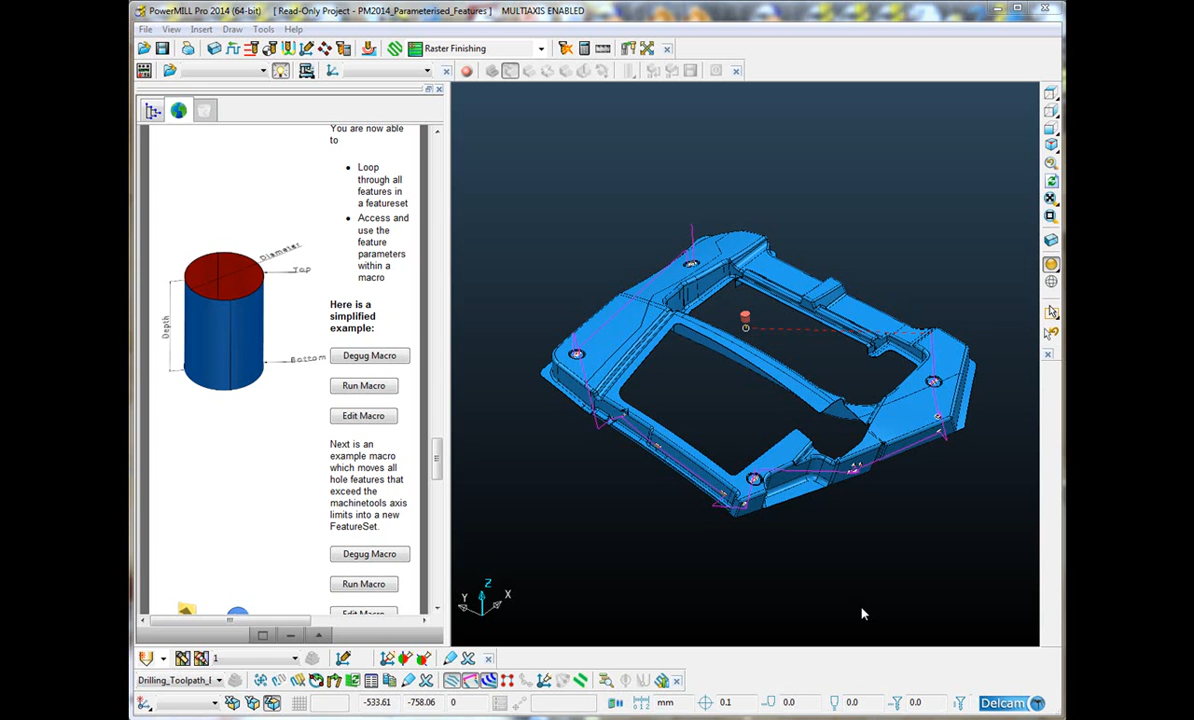 PowerMILL Pro 2014 (64-bit)   [ Read-Only Project - PM2014_Parameterised_Features ]   MULTIAXIS ENABLED
File View Insert Draw Tools Help
Raster Finishing
You are now able
to
• Loop
through all
features in
a featureset
• Access and
use the
feature
parameters
within a
macro
Diameter
Top
Depth
Bottom
Here is a
simplified
example:
Degug Macro
Run Macro
Edit Macro
Next is an
example macro
which moves all
hole features that
exceed the
machinetools axis
limits into a new
FeatureSet.
Degug Macro
Run Macro
Edit Macro
Z
Y
X
1
Drilling_Toolpath_E
-533.61 -758.06 0 mm 0.1 0.0 0.0 0.0 Delcam